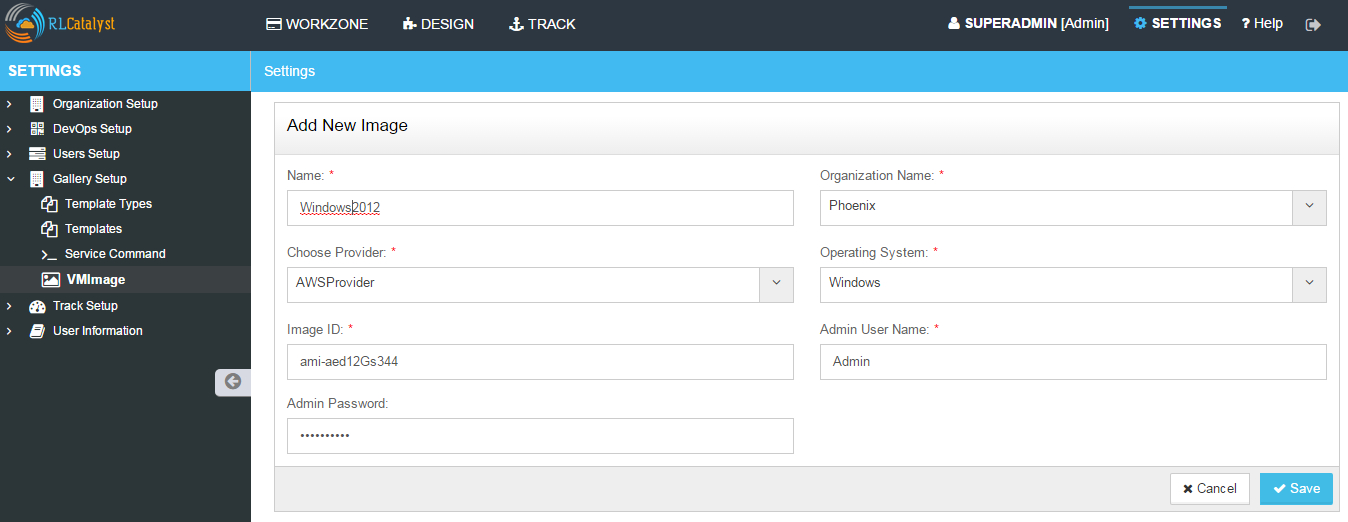 RLCatalyst WORKZONE DESIGN TRACK SUPERADMIN [Admin] SETTINGS ? Help
SETTINGS
Settings
Organization Setup
DevOps Setup
Users Setup
Gallery Setup
Template Types
Templates
Service Command
VMImage
Track Setup
User Information
Add New Image
Name: *
Organization Name: *
Windows2012
Phoenix
Choose Provider: *
Operating System: *
AWSProvider
Windows
Image ID: *
Admin User Name: *
ami-aed12Gs344
Admin
Admin Password:
••••••••••
Cancel
Save